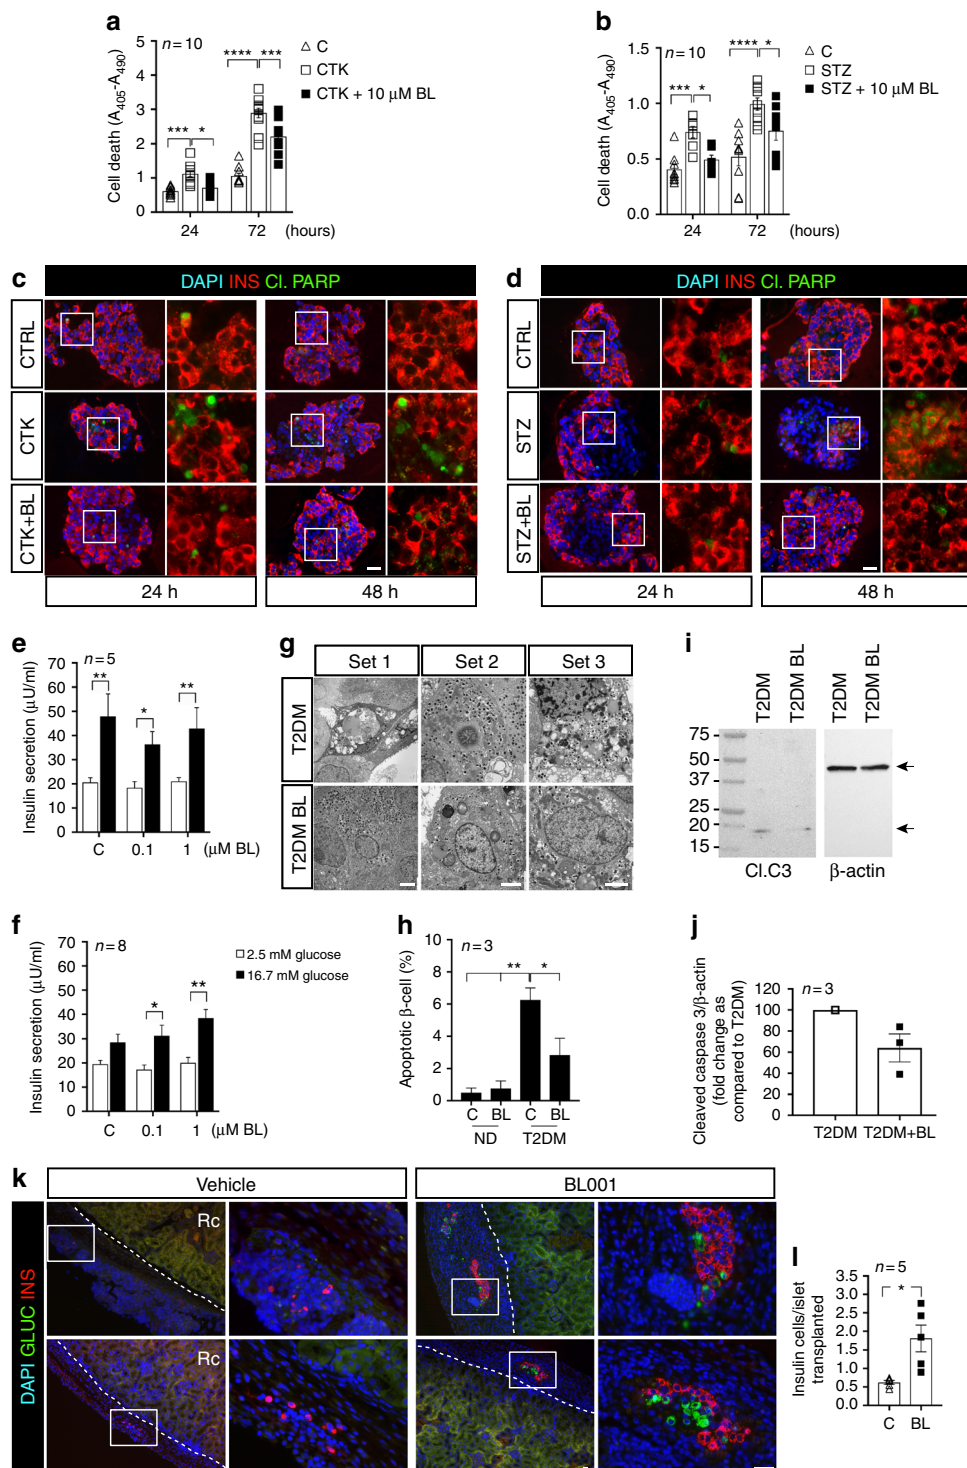 a
n = 10
Cell death (A405-A490)
5
4
3
2
1
0
**** ***
*** *
C
CTK
CTK + 10 μM BL
24 72 (hours)
b
n = 10
Cell death (A405-A490)
1.5
1.0
0.5
0.0
**** *
*** *
C
STZ
STZ + 10 μM BL
24 72 (hours)
c
DAPI INS Cl. PARP
CTRL
CTK
CTK+BL
24 h 48 h
d
DAPI INS Cl. PARP
CTRL
STZ
STZ+BL
24 h 48 h
e
n = 5
Insulin secretion (μU/ml)
70
60
50
40
30
20
10
0
** * **
C 0.1 1 (μM BL)
f
n = 8
Insulin secretion (μU/ml)
70
60
50
40
30
20
10
0
* **
2.5 mM glucose
16.7 mM glucose
C 0.1 1 (μM BL)
g
Set 1 Set 2 Set 3
T2DM
T2DM BL
h
n = 3
Apoptotic β-cell (%)
10
8
6
4
2
0
** *
C BL C BL
ND T2DM
i
T2DM
T2DM BL
T2DM
T2DM BL
75
50
37
25
20
15
Cl.C3 β-actin
j
n = 3
Cleaved caspase 3/β-actin
(fold change as
compared to T2DM)
120
100
80
60
40
20
0
T2DM T2DM+BL
k
Vehicle BL001
DAPI GLUC INS
Rc
Rc
l
n = 5
Insulin cells/islet
transplanted
3.5
3.0
2.5
2.0
1.5
1.0
0.5
0.0
*
C BL